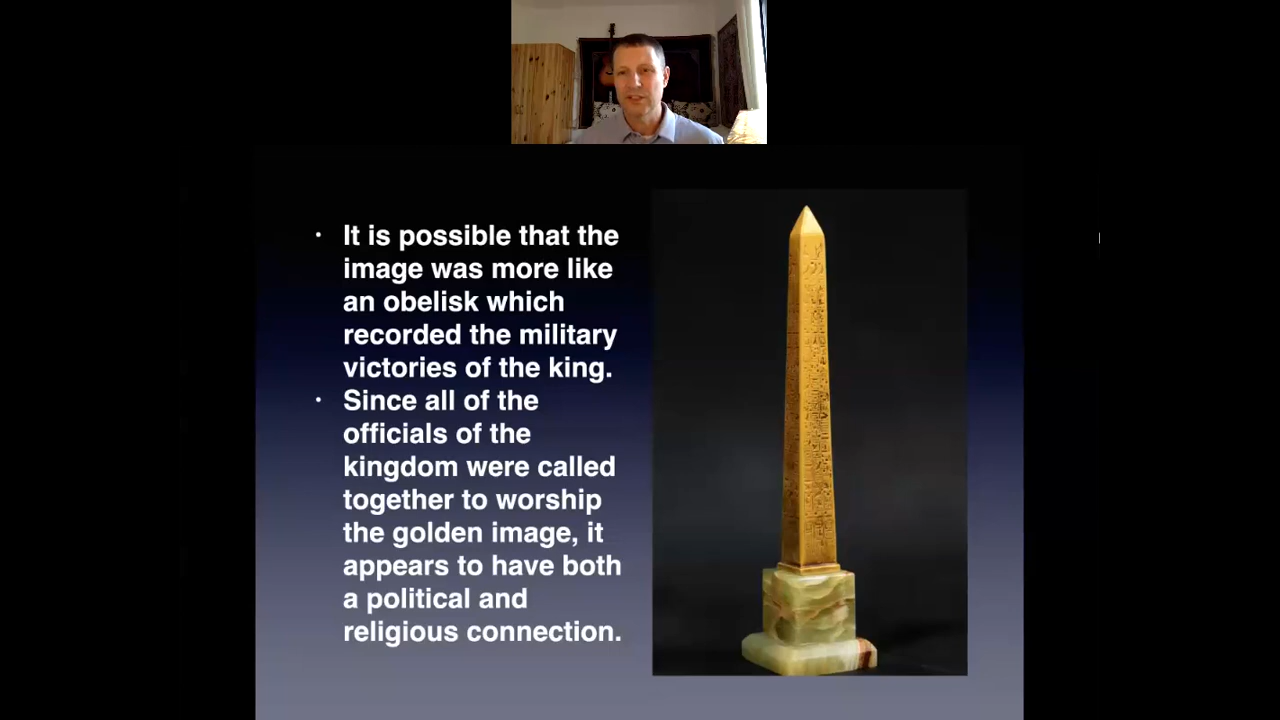 • It is possible that the
image was more like
an obelisk which
recorded the military
victories of the king.
• Since all of the
officials of the
kingdom were called
together to worship
the golden image, it
appears to have both
a political and
religious connection.